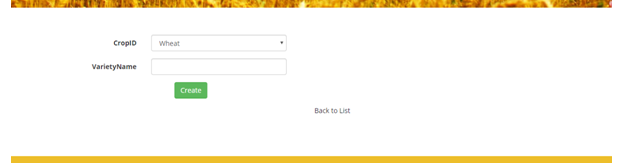 CropID Wheat
VarietyName
Create
Back to List